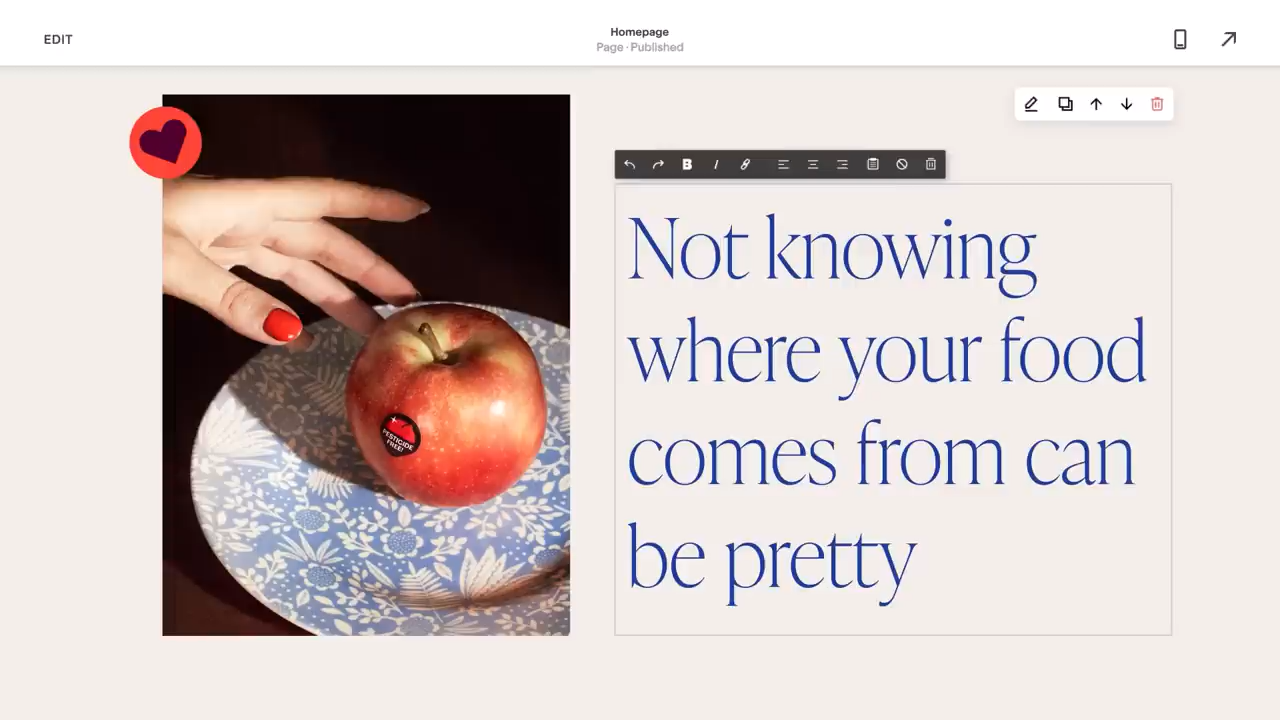 EDIT
Homepage
Page · Published
B I
Not knowing
where your food
comes from can
be pretty
PESTICIDE
FREE!